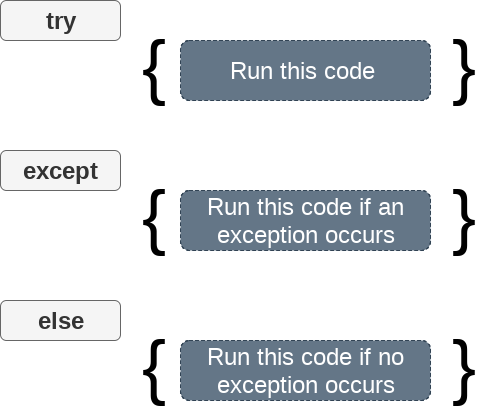 try
{ Run this code }
except
{ Run this code if an
exception occurs }
else
{ Run this code if no
exception occurs }